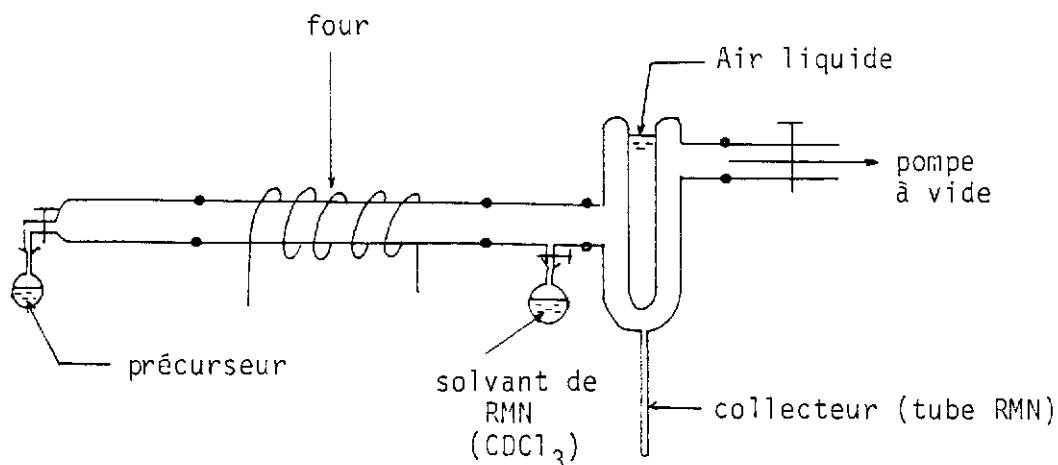 four
Air liquide
pompe
à vide
précurseur
solvant de
RMN
(CDCl₃)
collecteur (tube RMN)